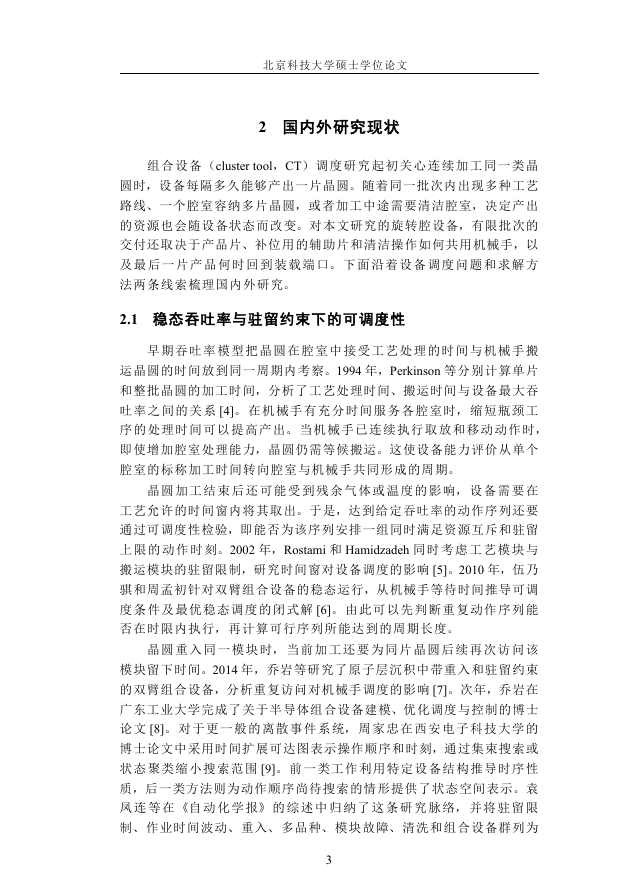 北京科技大学硕士学位论文
2 国内外研究现状
组合设备（cluster tool，CT）调度研究起初关心连续加工同一类晶
圆时，设备每隔多久能够产出一片晶圆。随着同一批次内出现多种工艺
路线、一个腔室容纳多片晶圆，或者加工中途需要清洁腔室，决定产出
的资源也会随设备状态而改变。对本文研究的旋转腔设备，有限批次的
交付还取决于产品片、补位用的辅助片和清洁操作如何共用机械手，以
及最后一片产品何时回到装载端口。下面沿着设备调度问题和求解方
法两条线索梳理国内外研究。
2.1 稳态吞吐率与驻留约束下的可调度性
早期吞吐率模型把晶圆在腔室中接受工艺处理的时间与机械手搬
运晶圆的时间放到同一周期内考察。1994 年，Perkinson 等分别计算单片
和整批晶圆的加工时间，分析了工艺处理时间、搬运时间与设备最大吞
吐率之间的关系 [4]。在机械手有充分时间服务各腔室时，缩短瓶颈工
序的处理时间可以提高产出。当机械手已连续执行取放和移动动作时，
即使增加腔室处理能力，晶圆仍需等候搬运。这使设备能力评价从单个
腔室的标称加工时间转向腔室与机械手共同形成的周期。
晶圆加工结束后还可能受到残余气体或温度的影响，设备需要在
工艺允许的时间窗内将其取出。于是，达到给定吞吐率的动作序列还要
通过可调度性检验，即能否为该序列安排一组同时满足资源互斥和驻留
上限的动作时刻。2002 年，Rostami 和 Hamidzadeh 同时考虑工艺模块与
搬运模块的驻留限制，研究时间窗对设备调度的影响 [5]。2010 年，伍乃
骐和周孟初针对双臂组合设备的稳态运行，从机械手等待时间推导可调
度条件及最优稳态调度的闭式解 [6]。由此可以先判断重复动作序列能
否在时限内执行，再计算可行序列所能达到的周期长度。
晶圆重入同一模块时，当前加工还要为同片晶圆后续再次访问该
模块留下时间。2014 年，乔岩等研究了原子层沉积中带重入和驻留约束
的双臂组合设备，分析重复访问对机械手调度的影响 [7]。次年，乔岩在
广东工业大学完成了关于半导体组合设备建模、优化调度与控制的博士
论文 [8]。对于更一般的离散事件系统，周家忠在西安电子科技大学的
博士论文中采用时间扩展可达图表示操作顺序和时刻，通过集束搜索或
状态聚类缩小搜索范围 [9]。前一类工作利用特定设备结构推导时序性
质，后一类方法则为动作顺序尚待搜索的情形提供了状态空间表示。袁
凤连等在《自动化学报》的综述中归纳了这条研究脉络，并将驻留限
制、作业时间波动、重入、多品种、模块故障、清洗和组合设备群列为
3